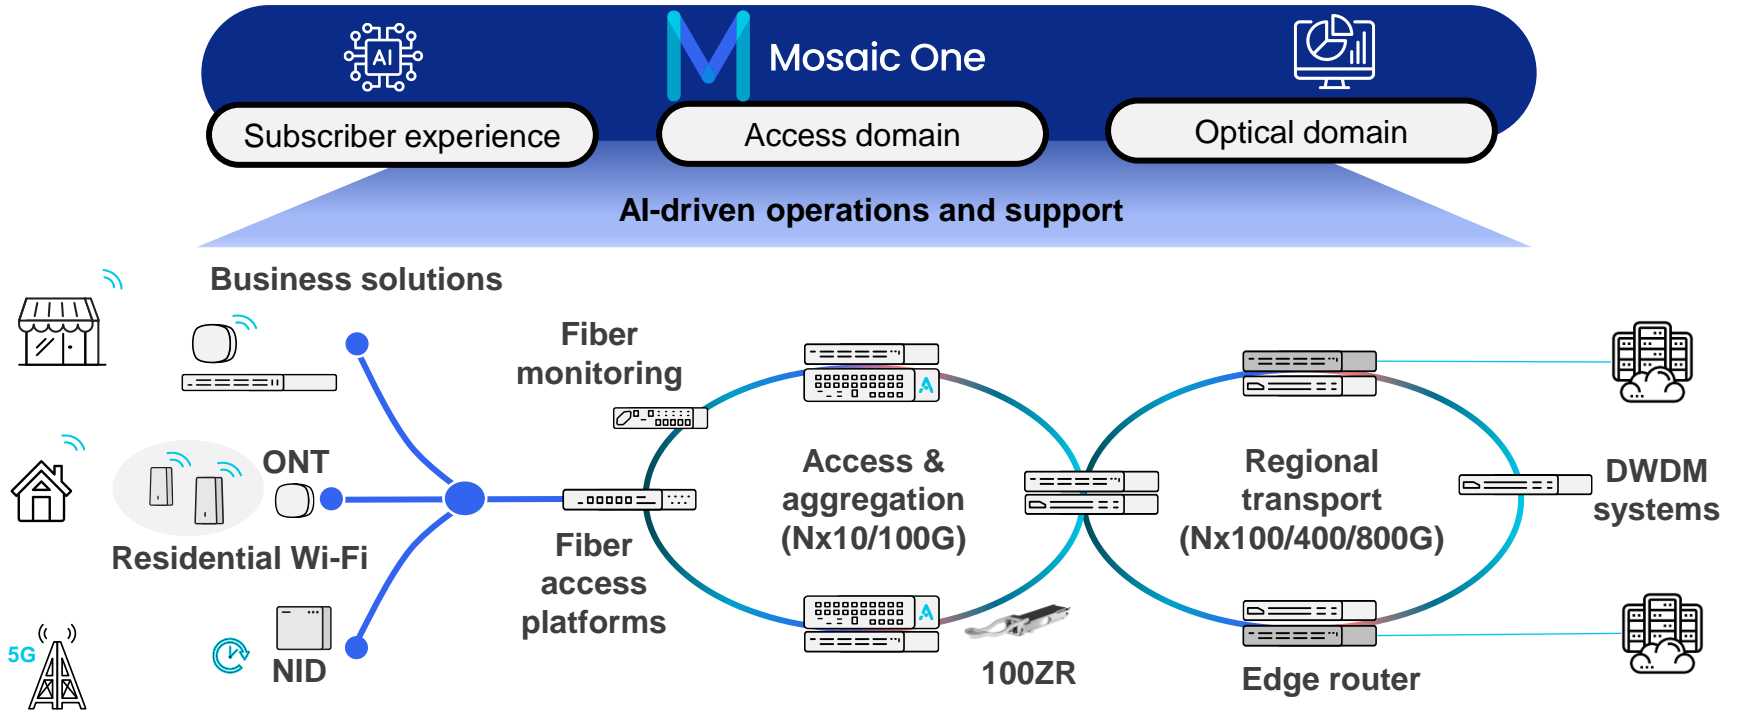 AI
Mosaic One
Subscriber experience
Access domain
Optical domain
AI-driven operations and support
Business solutions
Fiber
monitoring
ONT
Residential Wi-Fi
Access &
aggregation
(Nx10/100G)
Regional
transport
(Nx100/400/800G)
DWDM
systems
Fiber
access
platforms
5G
NID
100ZR
Edge router